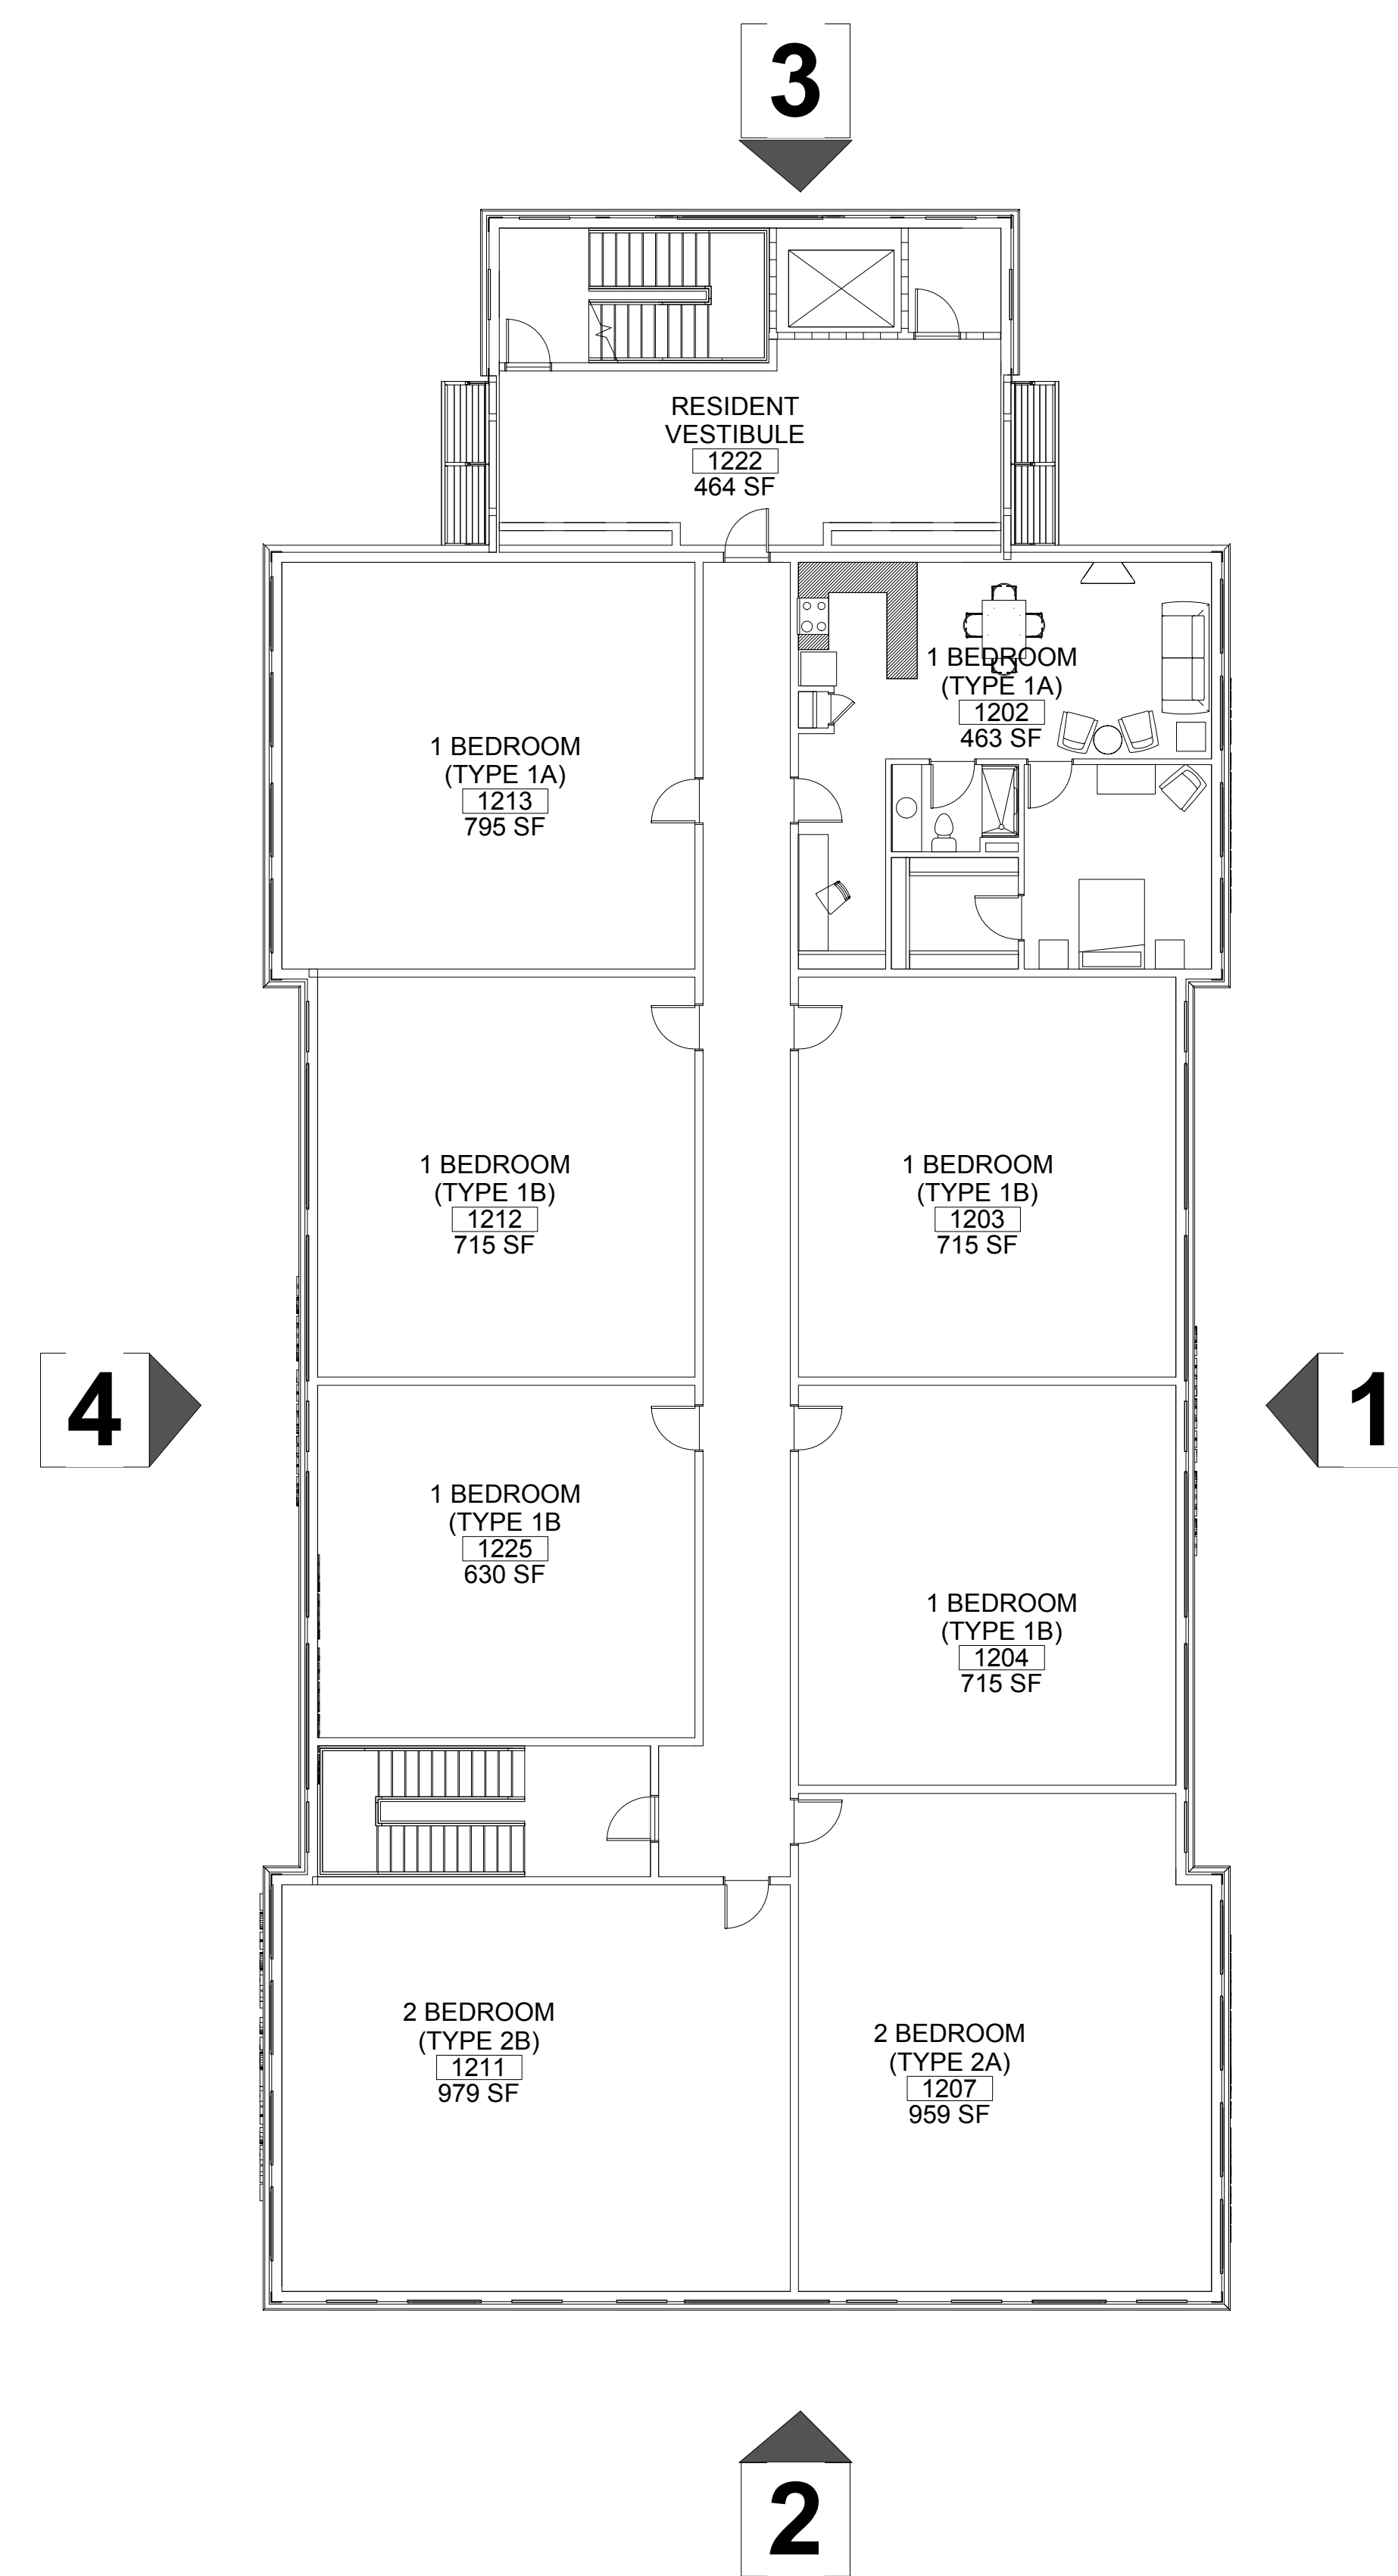 3
RESIDENT
VESTIBULE
1222
464 SF
1 BEDROOM
(TYPE 1A)
1202
463 SF
1 BEDROOM
(TYPE 1A)
1213
795 SF
1 BEDROOM
(TYPE 1B)
1212
715 SF
1 BEDROOM
(TYPE 1B)
1203
715 SF
4
1
1 BEDROOM
(TYPE 1B
1225
630 SF
1 BEDROOM
(TYPE 1B)
1204
715 SF
2 BEDROOM
(TYPE 2B)
1211
979 SF
2 BEDROOM
(TYPE 2A)
1207
959 SF
2